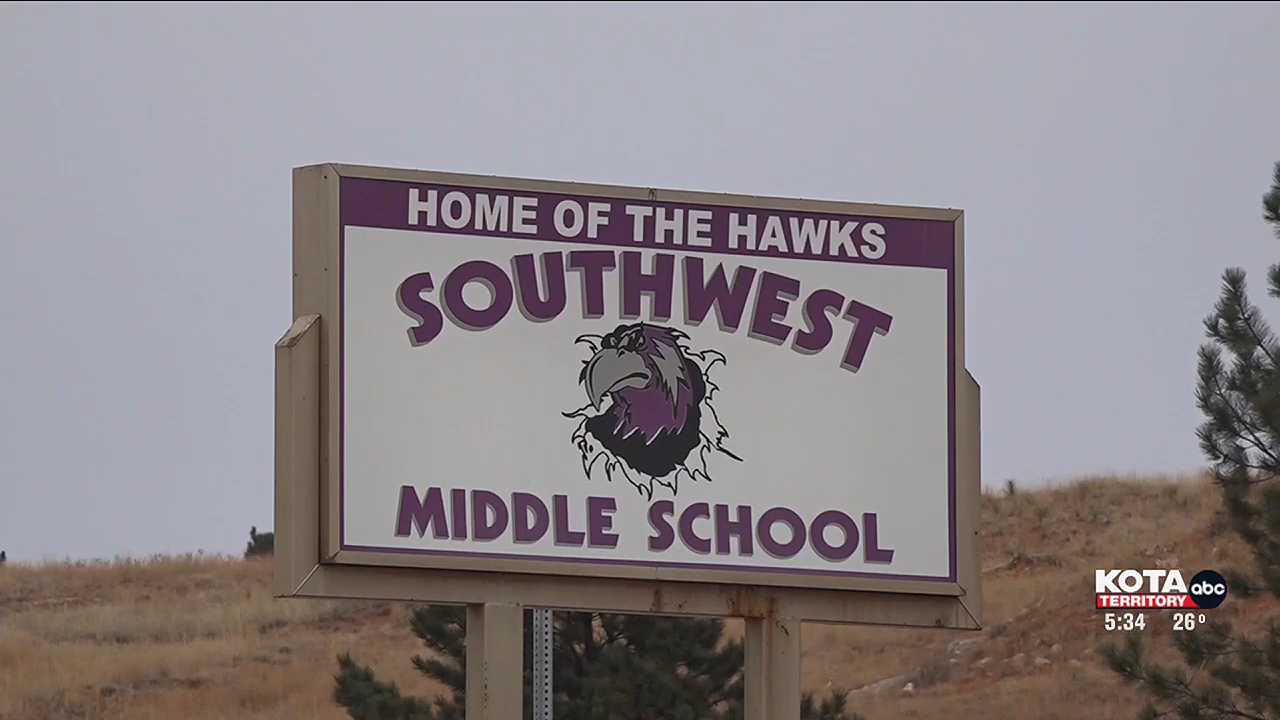 HOME OF THE HAWKS
SOUTHWEST
MIDDLE SCHOOL
KOTA abc
TERRITORY
5:34 26°